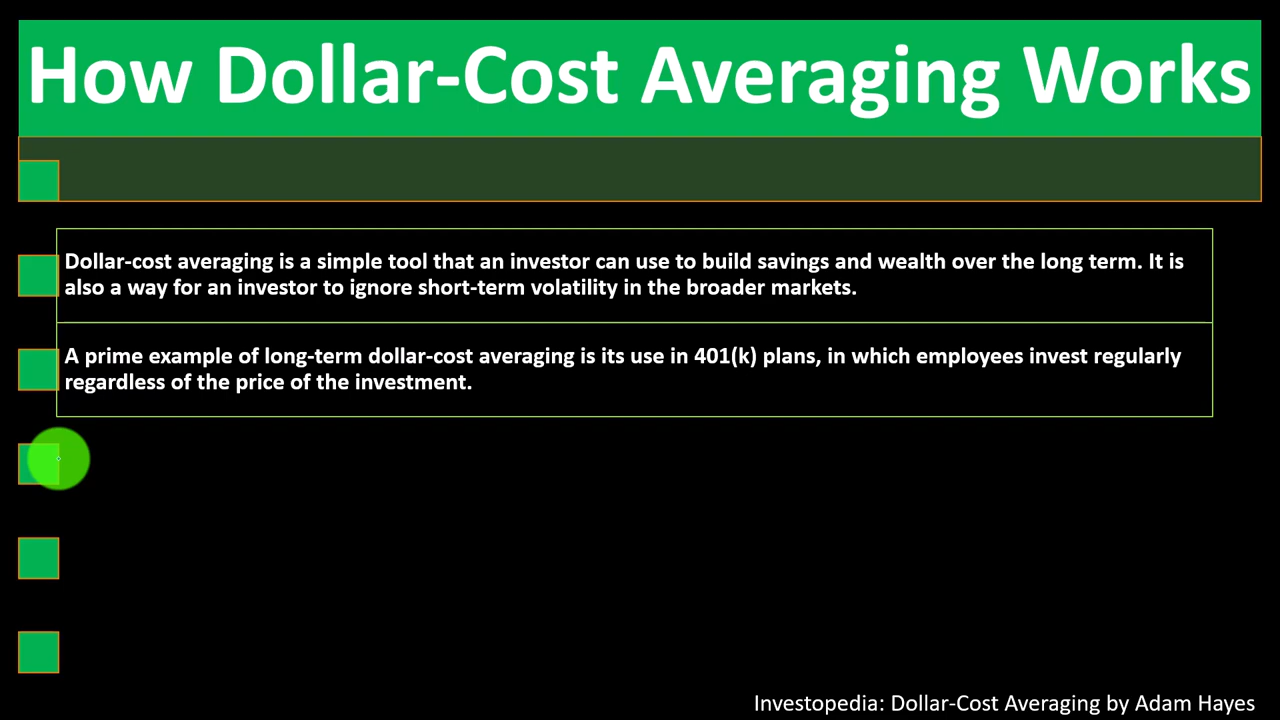 How Dollar-Cost Averaging Works
Dollar-cost averaging is a simple tool that an investor can use to build savings and wealth over the long term. It is
also a way for an investor to ignore short-term volatility in the broader markets.
A prime example of long-term dollar-cost averaging is its use in 401(k) plans, in which employees invest regularly
regardless of the price of the investment.
Investopedia: Dollar-Cost Averaging by Adam Hayes